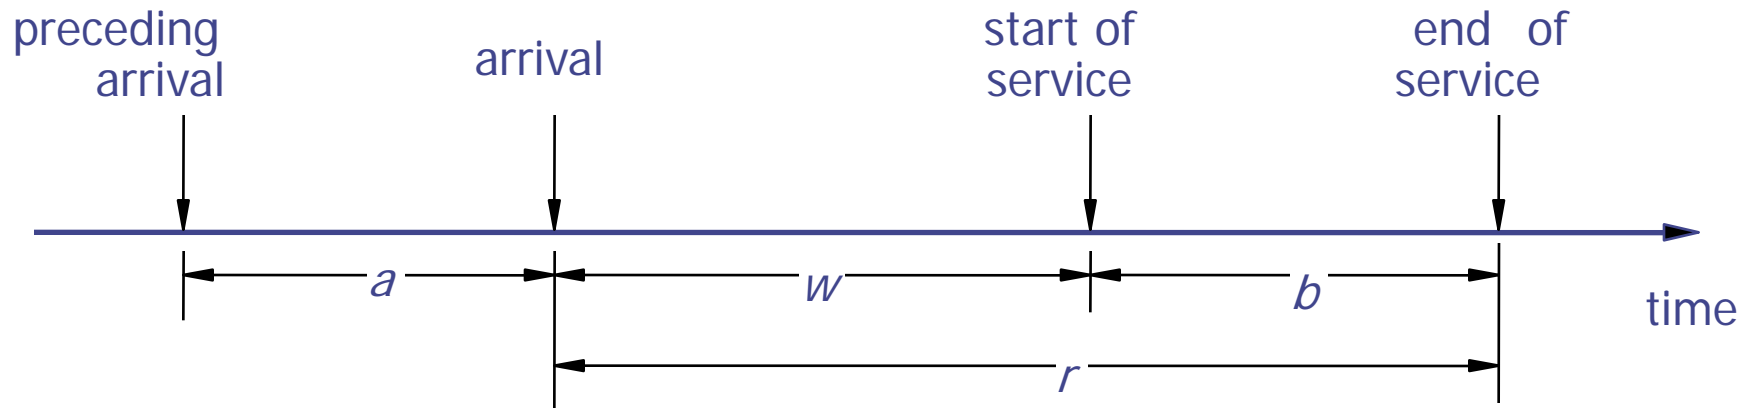 preceding
arrival
arrival
start of
service
end of
service
a
w
b
time
r